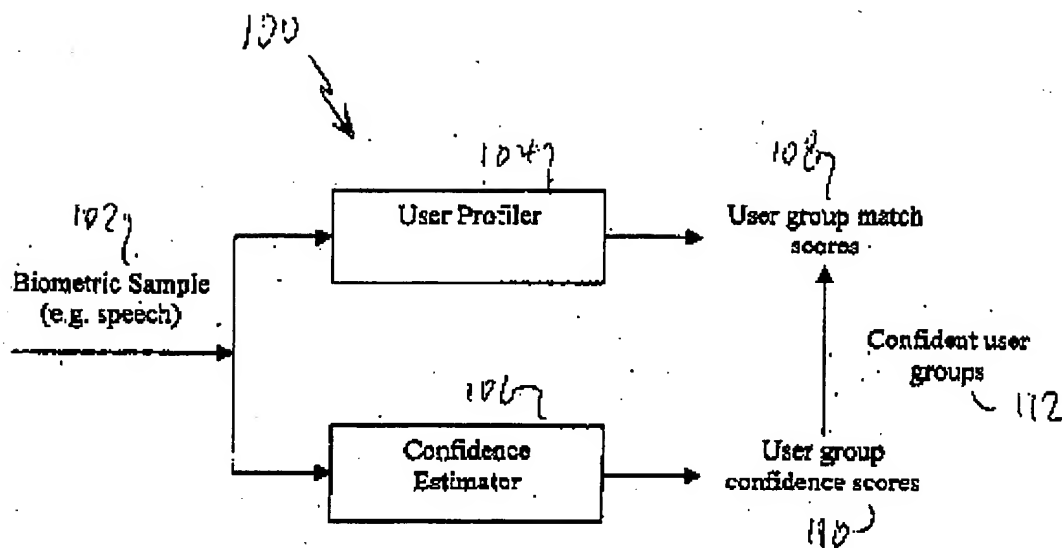 100
104
108
102
User Profiler
User group match
scores
Biometric Sample
(e.g. speech)
Confident user
groups
112
106
Confidence
Estimator
User group
confidence scores
110